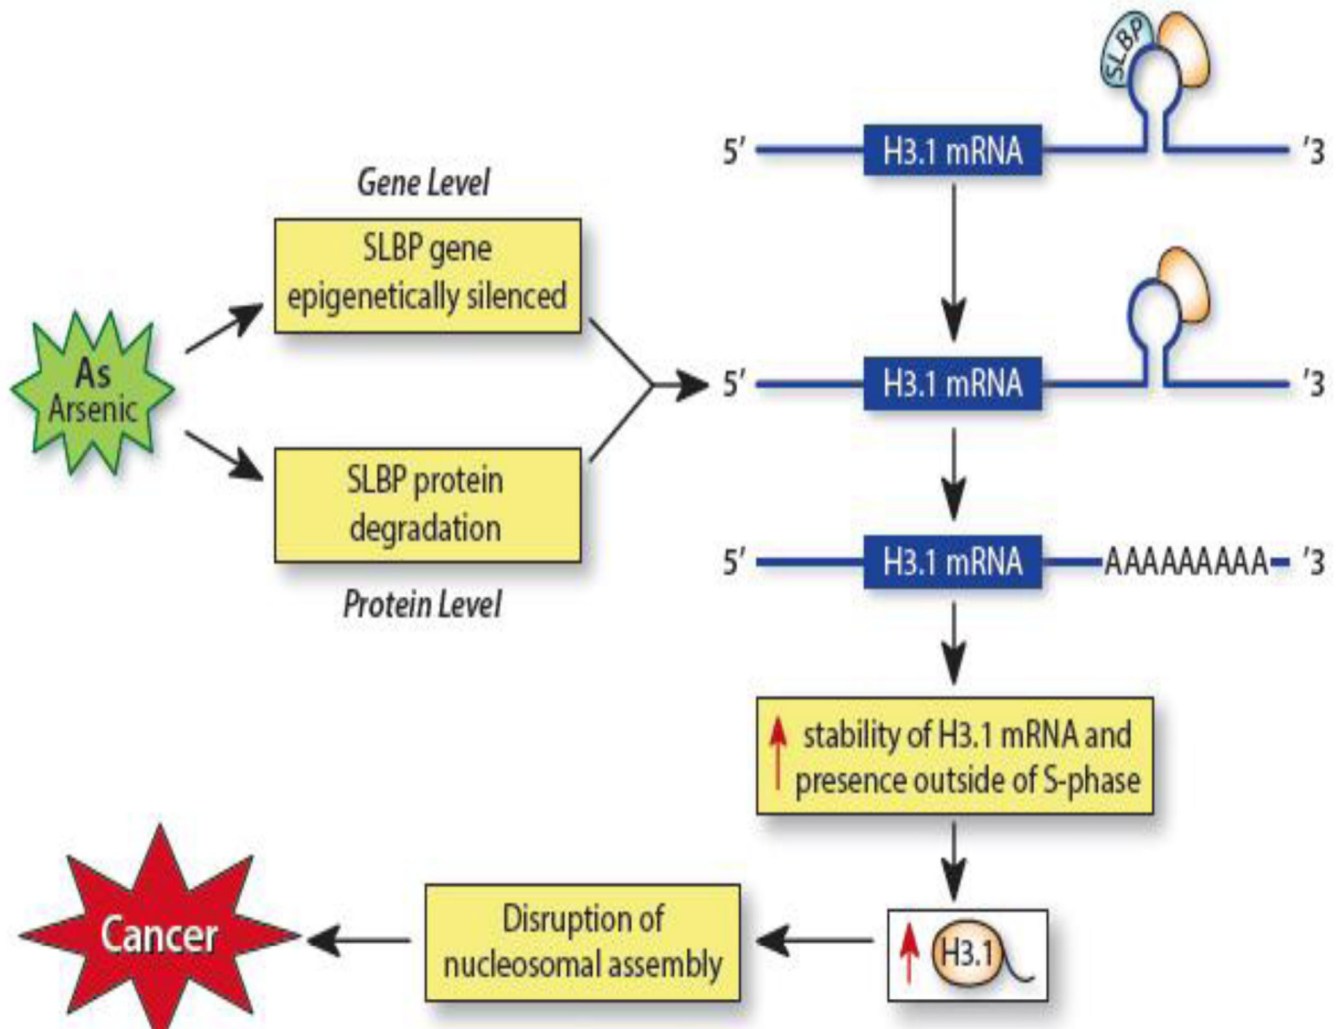 SLBP
5′ H3.1 mRNA ′3
Gene Level
SLBP gene
epigenetically silenced
As
Arsenic
5′ H3.1 mRNA ′3
SLBP protein
degradation
Protein Level
5′ H3.1 mRNA AAAAAAAAA ′3
stability of H3.1 mRNA and
presence outside of S-phase
H3.1
Disruption of
nucleosomal assembly
Cancer